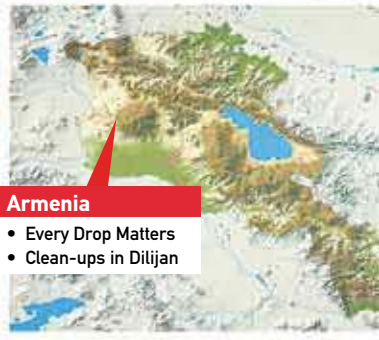 Armenia
• Every Drop Matters
• Clean-ups in Dilijan